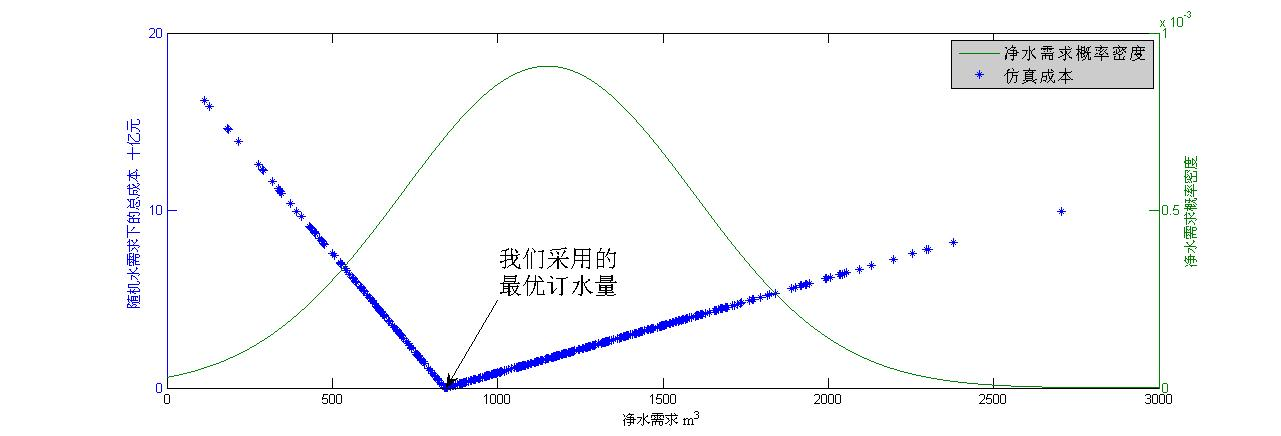 x 10-3
20
1
净水需求概率密度
仿真成本
随机水需求下的总成本 十亿元
10
0.5
净水需求概率密度
我们采用的
最优订水量
0
0
0
500
1000
1500
2000
2500
3000
净水需求 m3